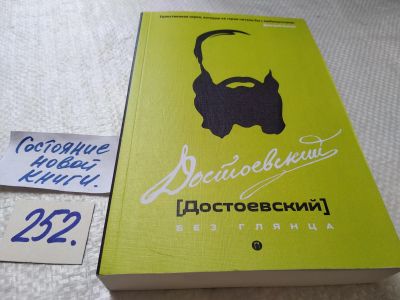 Достоевский
[Достоевский]
БЕЗ ГЛЯНЦА
Состояние
новой
книги.
252.